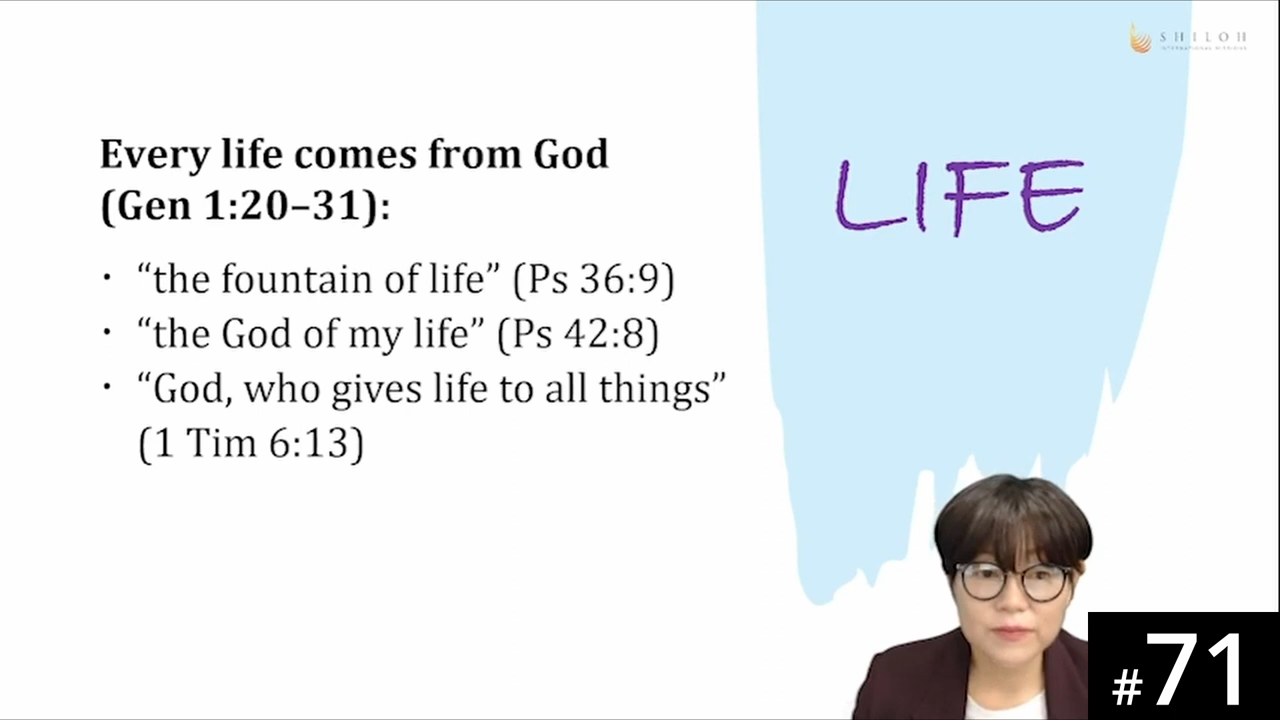 SHILOH
INTERNATIONAL MISSIONS
Every life comes from God
(Gen 1:20–31):
LIFE
· “the fountain of life” (Ps 36:9)
· “the God of my life” (Ps 42:8)
· “God, who gives life to all things”
(1 Tim 6:13)
#71